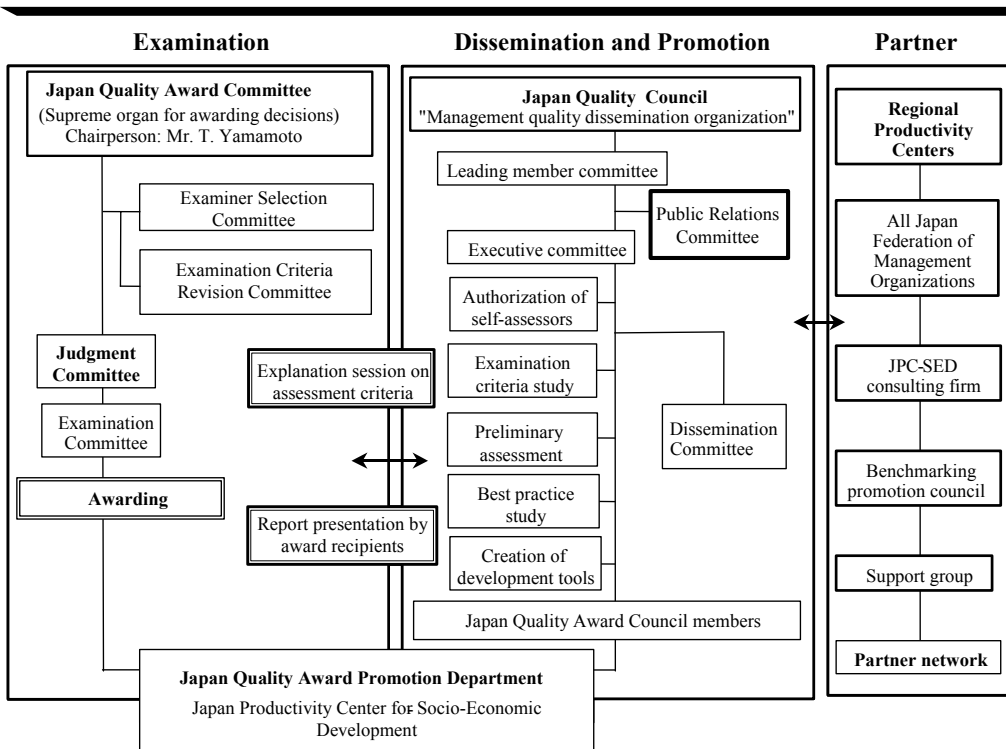 Examination
Dissemination and Promotion
Partner
Japan Quality Award Committee
(Supreme organ for awarding decisions)
Chairperson: Mr. T. Yamamoto
Examiner Selection
Committee
Examination Criteria
Revision Committee
Judgment
Committee
Examination
Committee
Awarding
Explanation session on
assessment criteria
Report presentation by
award recipients
Japan Quality Council
"Management quality dissemination organization"
Leading member committee
Public Relations
Committee
Executive committee
Authorization of
self-assessors
Examination
criteria study
Preliminary
assessment
Best practice
study
Creation of
development tools
Dissemination
Committee
Japan Quality Award Council members
Japan Quality Award Promotion Department
Japan Productivity Center for Socio-Economic
Development
Regional
Productivity
Centers
All Japan
Federation of
Management
Organizations
JPC-SED
consulting firm
Benchmarking
promotion council
Support group
Partner network